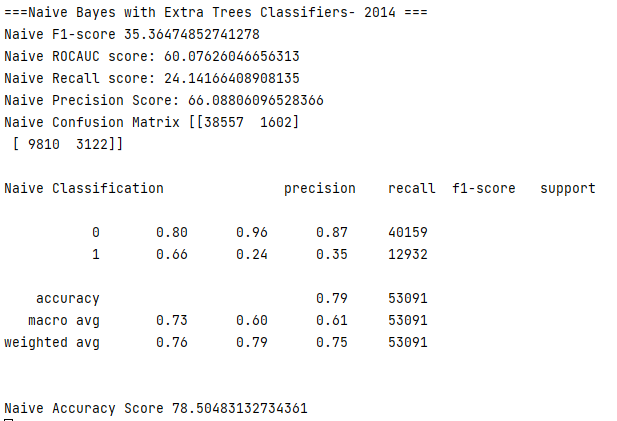 ===Naive Bayes with Extra Trees Classifiers- 2014 ===
Naive F1-score 35.36474852741278
Naive ROCAUC score: 60.07626046656313
Naive Recall score: 24.14166408908135
Naive Precision Score: 66.08806096528366
Naive Confusion Matrix [[38557  1602]
 [ 9810  3122]]
Naive Classification               precision    recall  f1-score   support
           0       0.80      0.96      0.87     40159
           1       0.66      0.24      0.35     12932
    accuracy                           0.79     53091
   macro avg       0.73      0.60      0.61     53091
weighted avg       0.76      0.79      0.75     53091
Naive Accuracy Score 78.50483132734361